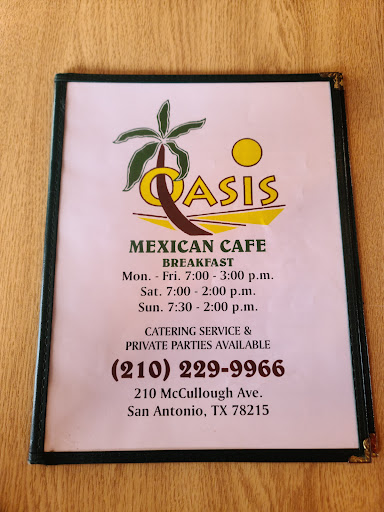 OASIS
MEXICAN CAFE
BREAKFAST
Mon. - Fri. 7:00 - 3:00 p.m.
Sat. 7:00 - 2:00 p.m.
Sun. 7:30 - 2:00 p.m.
CATERING SERVICE &
PRIVATE PARTIES AVAILABLE
(210) 229-9966
210 McCullough Ave.
San Antonio, TX 78215